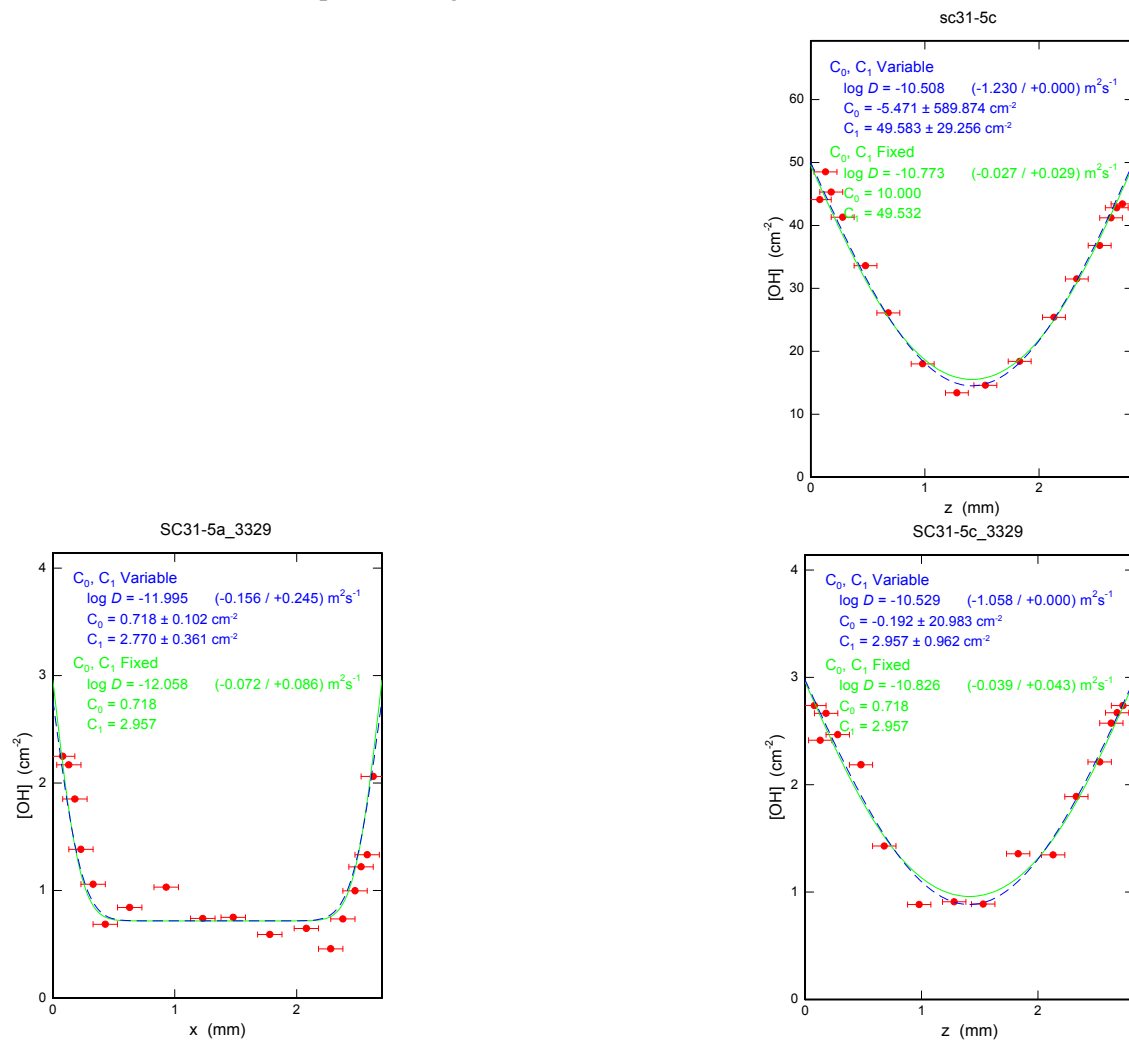 sc31-5c
C0, C1 Variable
log D = -10.508 (-1.230 / +0.000) m2s-1
C0 = -5.471 ± 589.874 cm-2
C1 = 49.583 ± 29.256 cm-2
C0, C1 Fixed
log D = -10.773 (-0.027 / +0.029) m2s-1
C0 = 10.000
C1 = 49.532
60
50
40
30
20
10
0
[OH] (cm-2)
0 1 2
z (mm)
SC31-5a_3329
C0, C1 Variable
log D = -11.995 (-0.156 / +0.245) m2s-1
C0 = 0.718 ± 0.102 cm-2
C1 = 2.770 ± 0.361 cm-2
C0, C1 Fixed
log D = -12.058 (-0.072 / +0.086) m2s-1
C0 = 0.718
C1 = 2.957
4
3
2
1
0
[OH] (cm-2)
0 1 2
x (mm)
SC31-5c_3329
C0, C1 Variable
log D = -10.529 (-1.058 / +0.000) m2s-1
C0 = -0.192 ± 20.983 cm-2
C1 = 2.957 ± 0.962 cm-2
C0, C1 Fixed
log D = -10.826 (-0.039 / +0.043) m2s-1
C0 = 0.718
C1 = 2.957
4
3
2
1
0
[OH] (cm-2)
0 1 2
z (mm)